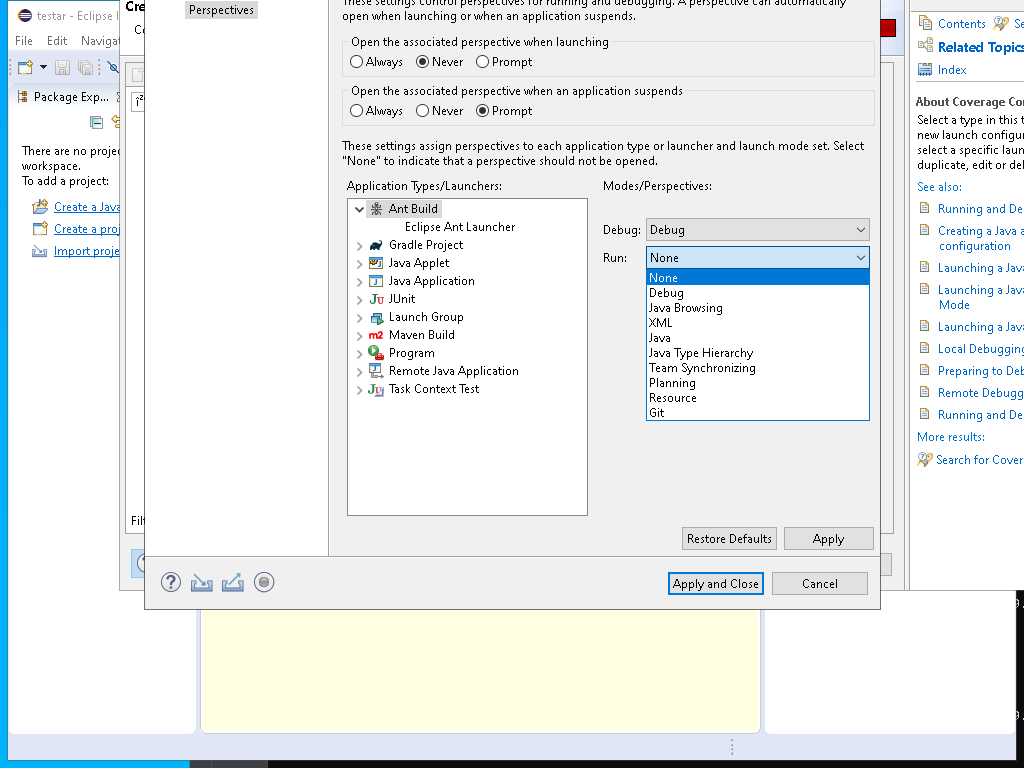 testar - Eclipse I
File Edit Navigat
Package Exp...
There are no proje
workspace.
To add a project:
Create a Java
Create a proj
Import proje
Cre
Perspectives
These settings control perspectives for running and debugging. A perspective can automatically
open when launching or when an application suspends.
Open the associated perspective when launching
Always Never Prompt
Open the associated perspective when an application suspends
Always Never Prompt
These settings assign perspectives to each application type or launcher and launch mode set. Select
"None" to indicate that a perspective should not be opened.
Application Types/Launchers:
Modes/Perspectives:
Ant Build
Eclipse Ant Launcher
Gradle Project
Java Applet
Java Application
JUnit
Launch Group
Maven Build
Program
Remote Java Application
Task Context Test
Debug: Debug
Run: None
None
Debug
Java Browsing
XML
Java
Java Type Hierarchy
Team Synchronizing
Planning
Resource
Git
Filt
Restore Defaults Apply
Apply and Close Cancel
Contents Se
Related Topics
Index
About Coverage Co
Select a type in this t
new launch configur
select a specific laun
duplicate, edit or del
See also:
Running and De
Creating a Java a
configuration
Launching a Java
Launching a Java
Mode
Launching a Java
Local Debugging
Preparing to Deb
Remote Debugg
Running and De
More results:
Search for Cover